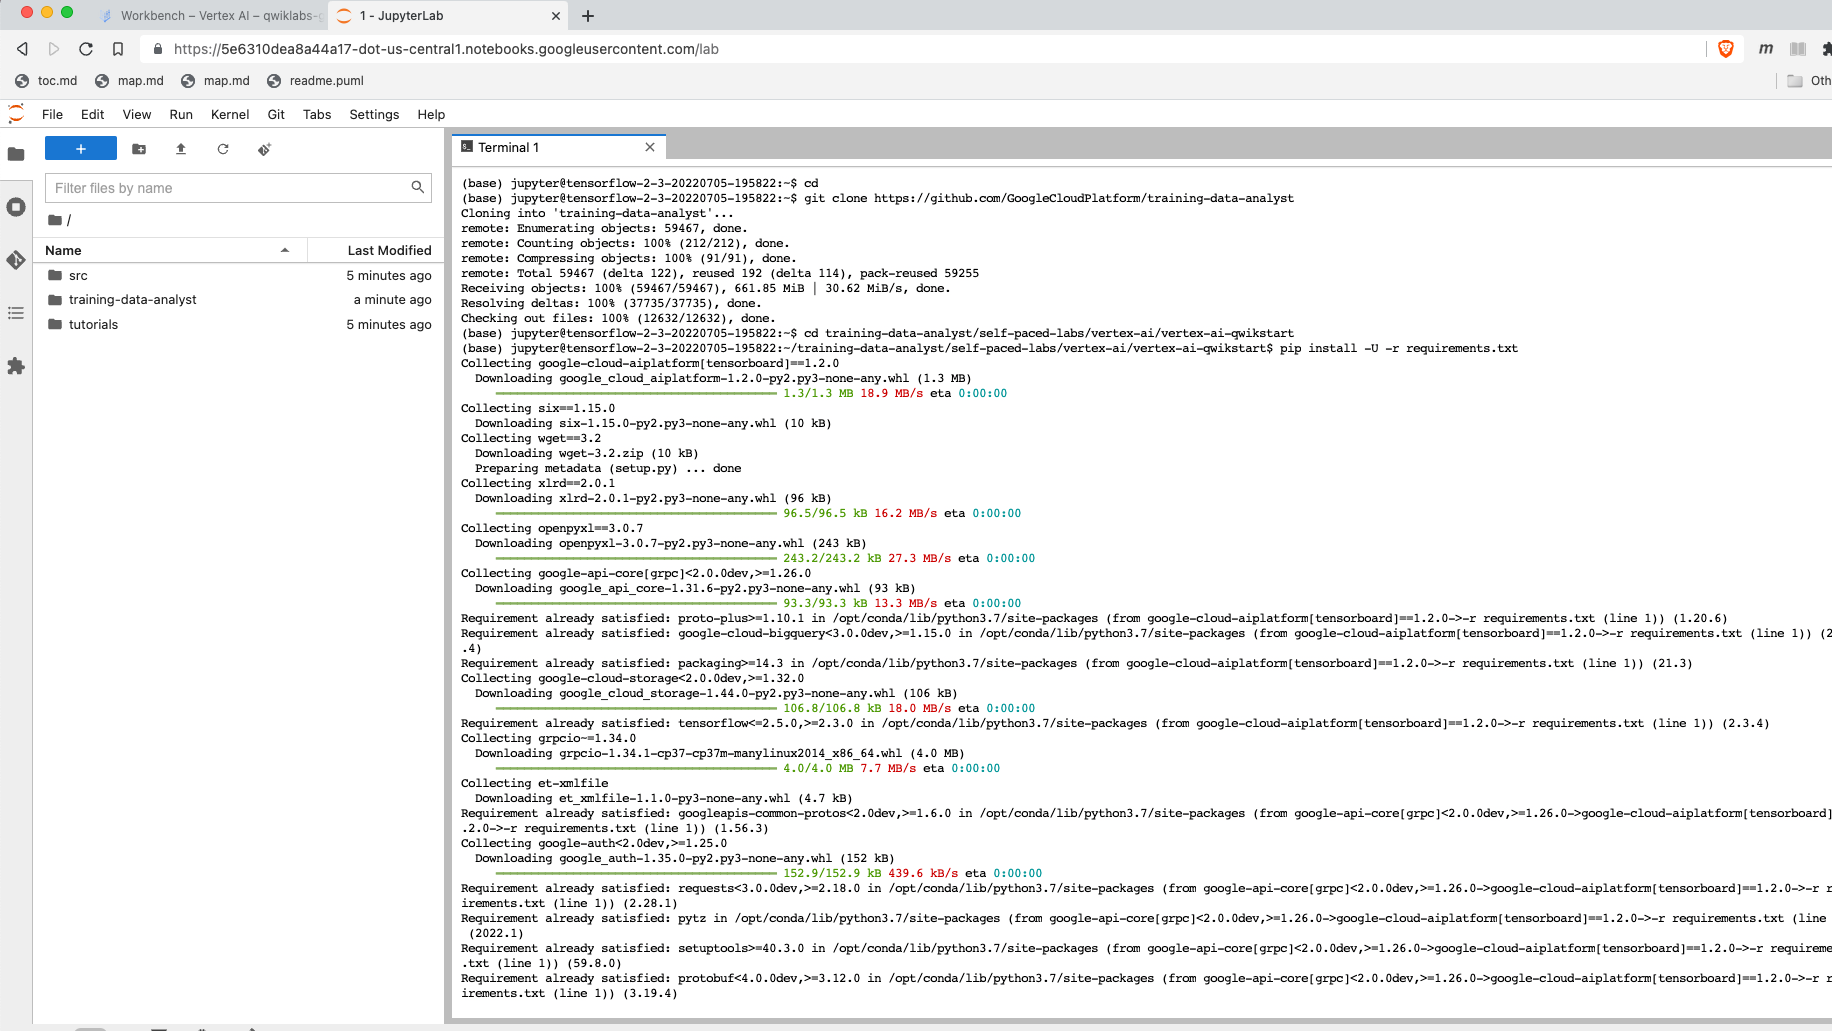 Workbench – Vertex AI – qwiklabs-g
1 - JupyterLab
https://5e6310dea8a44a17-dot-us-central1.notebooks.googleusercontent.com/lab
m
toc.md
map.md
map.md
readme.puml
Oth
File Edit View Run Kernel Git Tabs Settings Help
Terminal 1
Filter files by name
/
Name Last Modified
src 5 minutes ago
training-data-analyst a minute ago
tutorials 5 minutes ago
(base) jupyter@tensorflow-2-3-20220705-195822:~$ cd
(base) jupyter@tensorflow-2-3-20220705-195822:~$ git clone https://github.com/GoogleCloudPlatform/training-data-analyst
Cloning into 'training-data-analyst'...
remote: Enumerating objects: 59467, done.
remote: Counting objects: 100% (212/212), done.
remote: Compressing objects: 100% (91/91), done.
remote: Total 59467 (delta 122), reused 192 (delta 114), pack-reused 59255
Receiving objects: 100% (59467/59467), 661.85 MiB | 30.62 MiB/s, done.
Resolving deltas: 100% (37735/37735), done.
Checking out files: 100% (12632/12632), done.
(base) jupyter@tensorflow-2-3-20220705-195822:~$ cd training-data-analyst/self-paced-labs/vertex-ai/vertex-ai-qwikstart
(base) jupyter@tensorflow-2-3-20220705-195822:~/training-data-analyst/self-paced-labs/vertex-ai/vertex-ai-qwikstart$ pip install -U -r requirements.txt
Collecting google-cloud-aiplatform[tensorboard]==1.2.0
Downloading google_cloud_aiplatform-1.2.0-py2.py3-none-any.whl (1.3 MB)
1.3/1.3 MB 18.9 MB/s eta 0:00:00
Collecting six==1.15.0
Downloading six-1.15.0-py2.py3-none-any.whl (10 kB)
Collecting wget==3.2
Downloading wget-3.2.zip (10 kB)
Preparing metadata (setup.py) ... done
Collecting xlrd==2.0.1
Downloading xlrd-2.0.1-py2.py3-none-any.whl (96 kB)
96.5/96.5 kB 16.2 MB/s eta 0:00:00
Collecting openpyxl==3.0.7
Downloading openpyxl-3.0.7-py2.py3-none-any.whl (243 kB)
243.2/243.2 kB 27.3 MB/s eta 0:00:00
Collecting google-api-core[grpc]<2.0.0dev,>=1.26.0
Downloading google_api_core-1.31.6-py2.py3-none-any.whl (93 kB)
93.3/93.3 kB 13.3 MB/s eta 0:00:00
Requirement already satisfied: proto-plus>=1.10.1 in /opt/conda/lib/python3.7/site-packages (from google-cloud-aiplatform[tensorboard]==1.2.0->-r requirements.txt (line 1)) (1.20.6)
Requirement already satisfied: google-cloud-bigquery<3.0.0dev,>=1.15.0 in /opt/conda/lib/python3.7/site-packages (from google-cloud-aiplatform[tensorboard]==1.2.0->-r requirements.txt (line 1)) (2
.4)
Requirement already satisfied: packaging>=14.3 in /opt/conda/lib/python3.7/site-packages (from google-cloud-aiplatform[tensorboard]==1.2.0->-r requirements.txt (line 1)) (21.3)
Collecting google-cloud-storage<2.0.0dev,>=1.32.0
Downloading google_cloud_storage-1.44.0-py2.py3-none-any.whl (106 kB)
106.8/106.8 kB 18.0 MB/s eta 0:00:00
Requirement already satisfied: tensorflow<=2.5.0,>=2.3.0 in /opt/conda/lib/python3.7/site-packages (from google-cloud-aiplatform[tensorboard]==1.2.0->-r requirements.txt (line 1)) (2.3.4)
Collecting grpcio~=1.34.0
Downloading grpcio-1.34.1-cp37-cp37m-manylinux2014_x86_64.whl (4.0 MB)
4.0/4.0 MB 7.7 MB/s eta 0:00:00
Collecting et-xmlfile
Downloading et_xmlfile-1.1.0-py3-none-any.whl (4.7 kB)
Requirement already satisfied: googleapis-common-protos<2.0dev,>=1.6.0 in /opt/conda/lib/python3.7/site-packages (from google-api-core[grpc]<2.0.0dev,>=1.26.0->google-cloud-aiplatform[tensorboard]
.2.0->-r requirements.txt (line 1)) (1.56.3)
Collecting google-auth<2.0dev,>=1.25.0
Downloading google_auth-1.35.0-py2.py3-none-any.whl (152 kB)
152.9/152.9 kB 439.6 kB/s eta 0:00:00
Requirement already satisfied: requests<3.0.0dev,>=2.18.0 in /opt/conda/lib/python3.7/site-packages (from google-api-core[grpc]<2.0.0dev,>=1.26.0->google-cloud-aiplatform[tensorboard]==1.2.0->-r r
irements.txt (line 1)) (2.28.1)
Requirement already satisfied: pytz in /opt/conda/lib/python3.7/site-packages (from google-api-core[grpc]<2.0.0dev,>=1.26.0->google-cloud-aiplatform[tensorboard]==1.2.0->-r requirements.txt (line
(2022.1)
Requirement already satisfied: setuptools>=40.3.0 in /opt/conda/lib/python3.7/site-packages (from google-api-core[grpc]<2.0.0dev,>=1.26.0->google-cloud-aiplatform[tensorboard]==1.2.0->-r requireme
.txt (line 1)) (59.8.0)
Requirement already satisfied: protobuf<4.0.0dev,>=3.12.0 in /opt/conda/lib/python3.7/site-packages (from google-api-core[grpc]<2.0.0dev,>=1.26.0->google-cloud-aiplatform[tensorboard]==1.2.0->-r r
irements.txt (line 1)) (3.19.4)